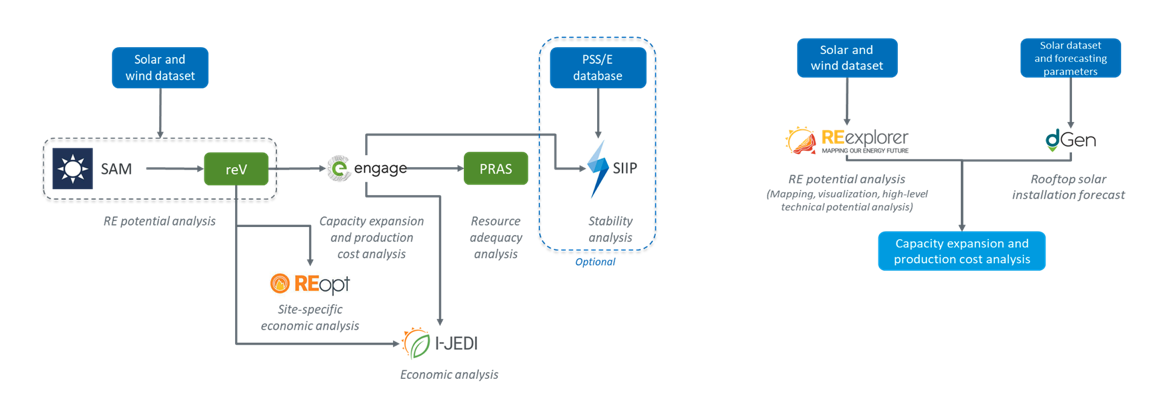 Solar and
wind dataset
PSS/E
database
SAM
reV
engage
PRAS
SIIP
RE potential analysis
Capacity expansion
and production
cost analysis
Resource
adequacy
analysis
Stability
analysis
Optional
REopt
Site-specific
economic analysis
I-JEDI
Economic analysis
Solar and
wind dataset
Solar dataset
and forecasting
parameters
REexplorer
MAPPING OUR ENERGY FUTURE
dGen
RE potential analysis
(Mapping, visualization, high-level
technical potential analysis)
Rooftop solar
installation forecast
Capacity expansion and
production cost analysis